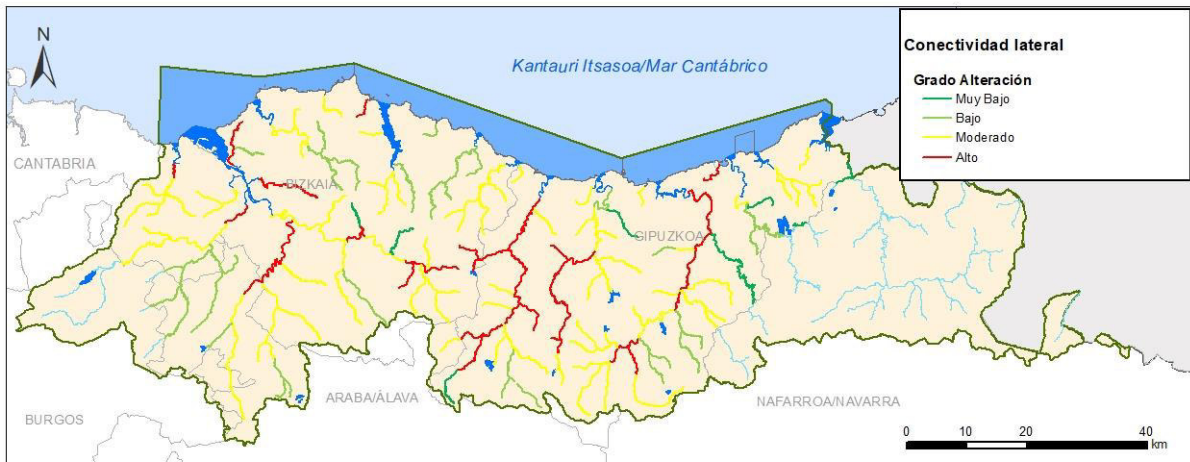 N
Kantauri Itsasoa/Mar Cantábrico
Conectividad lateral
Grado Alteración
Muy Bajo
Bajo
Moderado
Alto
CANTABRIA
BIZKAIA
GIPUZKOA
ARABA/ÀLAVA
NAFARROA/NAVARRA
BURGOS
0 10 20 40
km